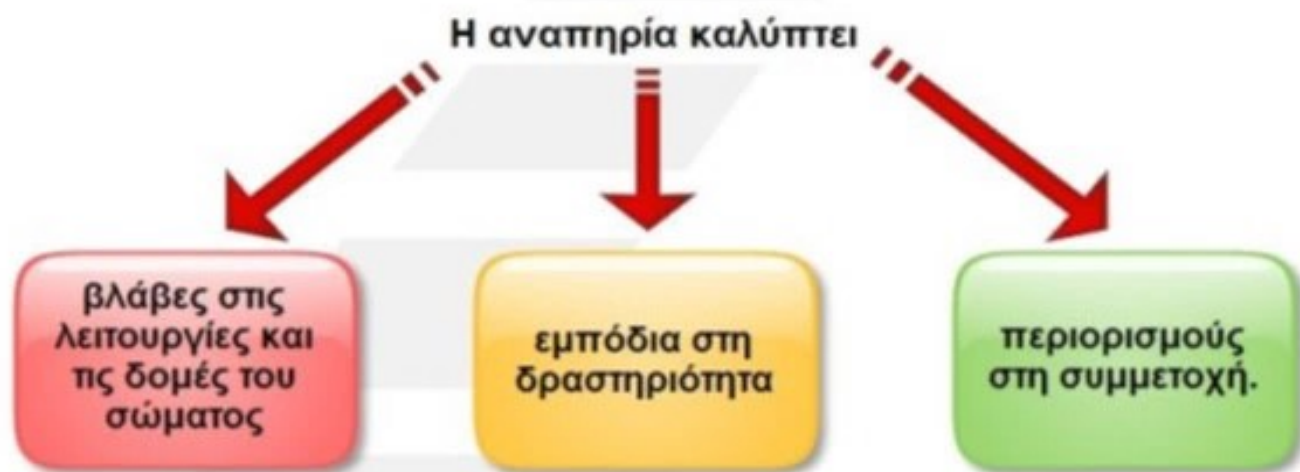 Η αναπηρία καλύπτει
βλάβες στις
λειτουργίες και
τις δομές του
σώματος
εμπόδια στη
δραστηριότητα
περιορισμούς
στη συμμετοχή.